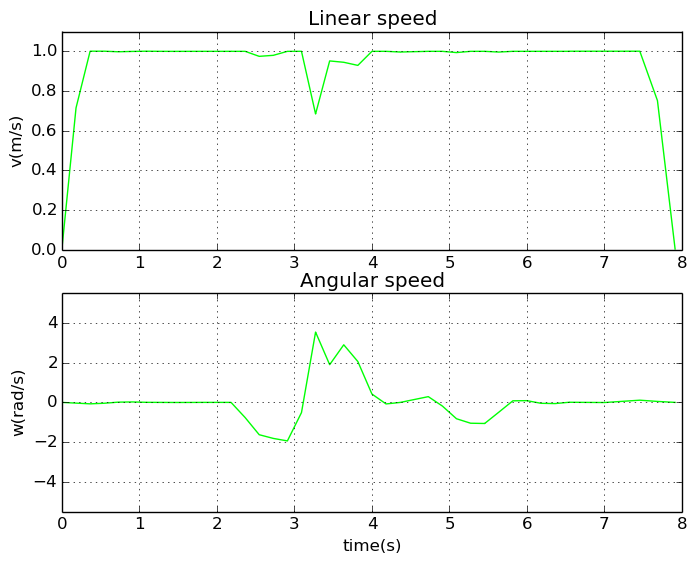 Linear speed
1.0
0.8
0.6
0.4
0.2
0.0
v(m/s)
0 1 2 3 4 5 6 7 8
Angular speed
4
2
0
−2
−4
w(rad/s)
0 1 2 3 4 5 6 7 8
time(s)